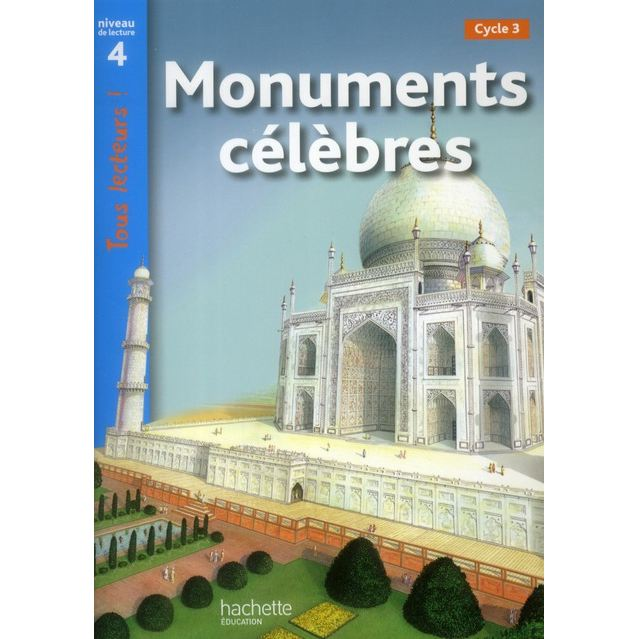 niveau
de lecture
4
Tous lecteurs !
Cycle 3
Monuments
célèbres
hachette
ÉDUCATION